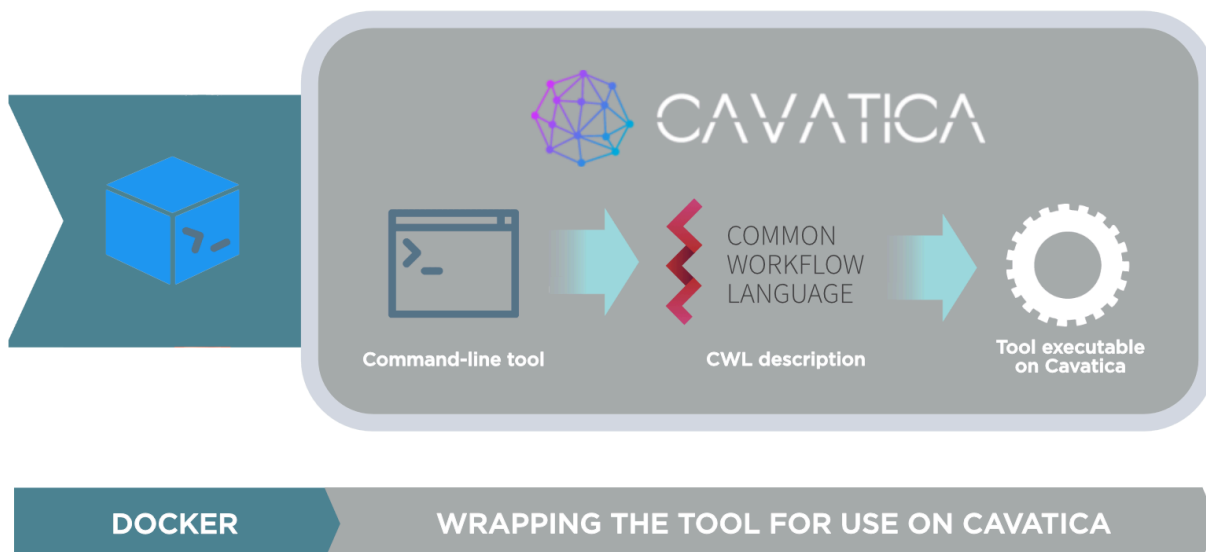 CAVATICA
COMMON
WORKFLOW
LANGUAGE
Command-line tool
CWL description
Tool executable
on Cavatica
DOCKER
WRAPPING THE TOOL FOR USE ON CAVATICA